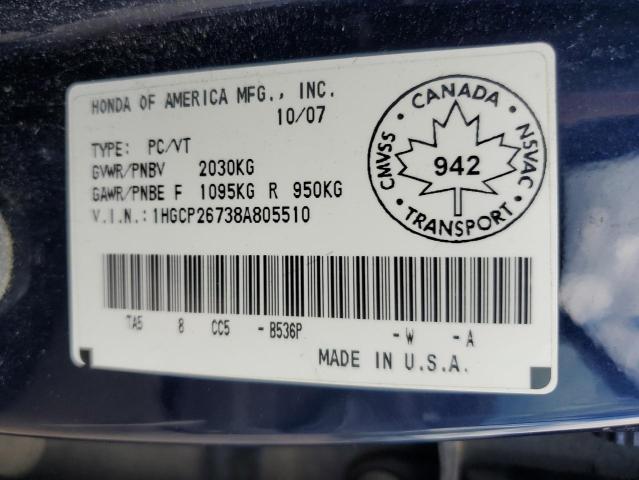 HONDA OF AMERICA MFG., INC.
10/07
TYPE: PC/VT
GVWR/PNBV 2030KG
GAWR/PNBE F 1095KG R 950KG
V.I.N.: 1HGCP26738A805510
CANADA
CMVSS
NSVAC
942
TRANSPORT
TA5 8 CC5 -B536P -W -A
MADE IN U.S.A.